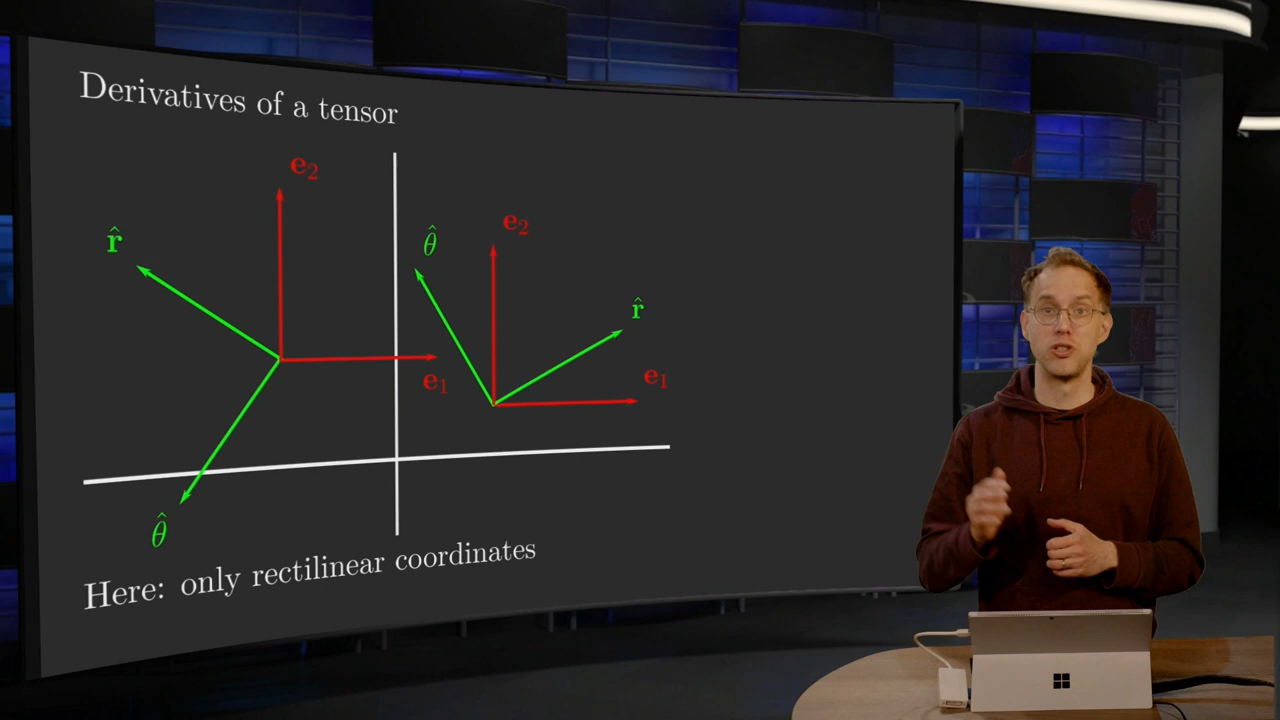 Derivatives of a tensor
e₂
r̂
e₁
θ̂
e₂
θ̂
r̂
e₁
Here: only rectilinear coordinates